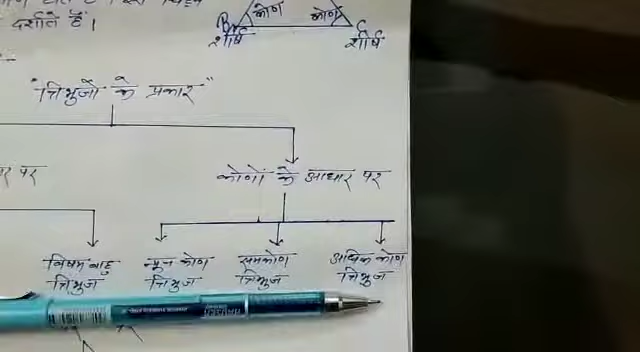 दर्शाते हैं।
B कोण कोण C
शीर्ष शीर्ष
"त्रिभुजों के प्रकार"
पर
कोणों के आधार पर
विषमबाहु न्यून कोण समकोण अधिक कोण
त्रिभुज त्रिभुज त्रिभुज त्रिभुज